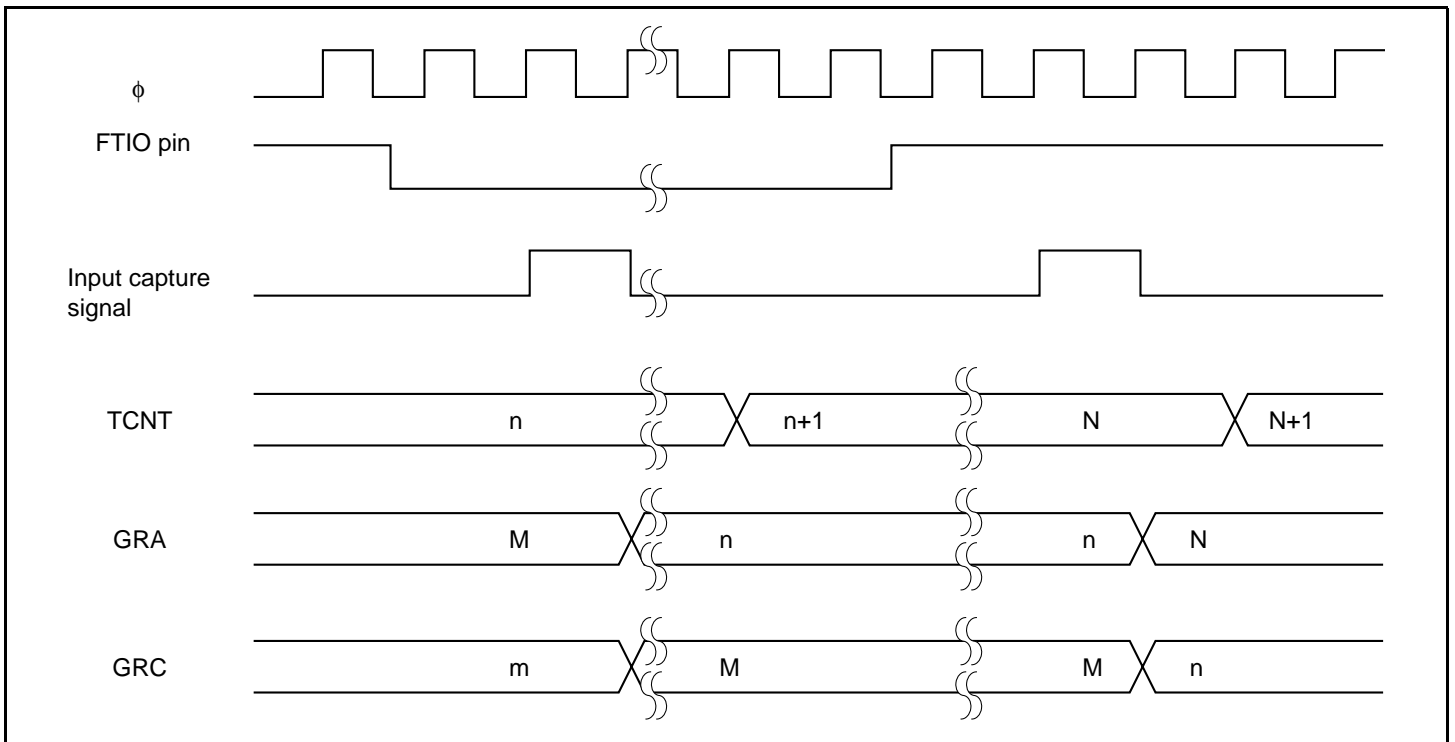 ϕ
FTIO pin
Input capture
signal
TCNT
n
n+1
N
N+1
GRA
M
n
n
N
GRC
m
M
M
n